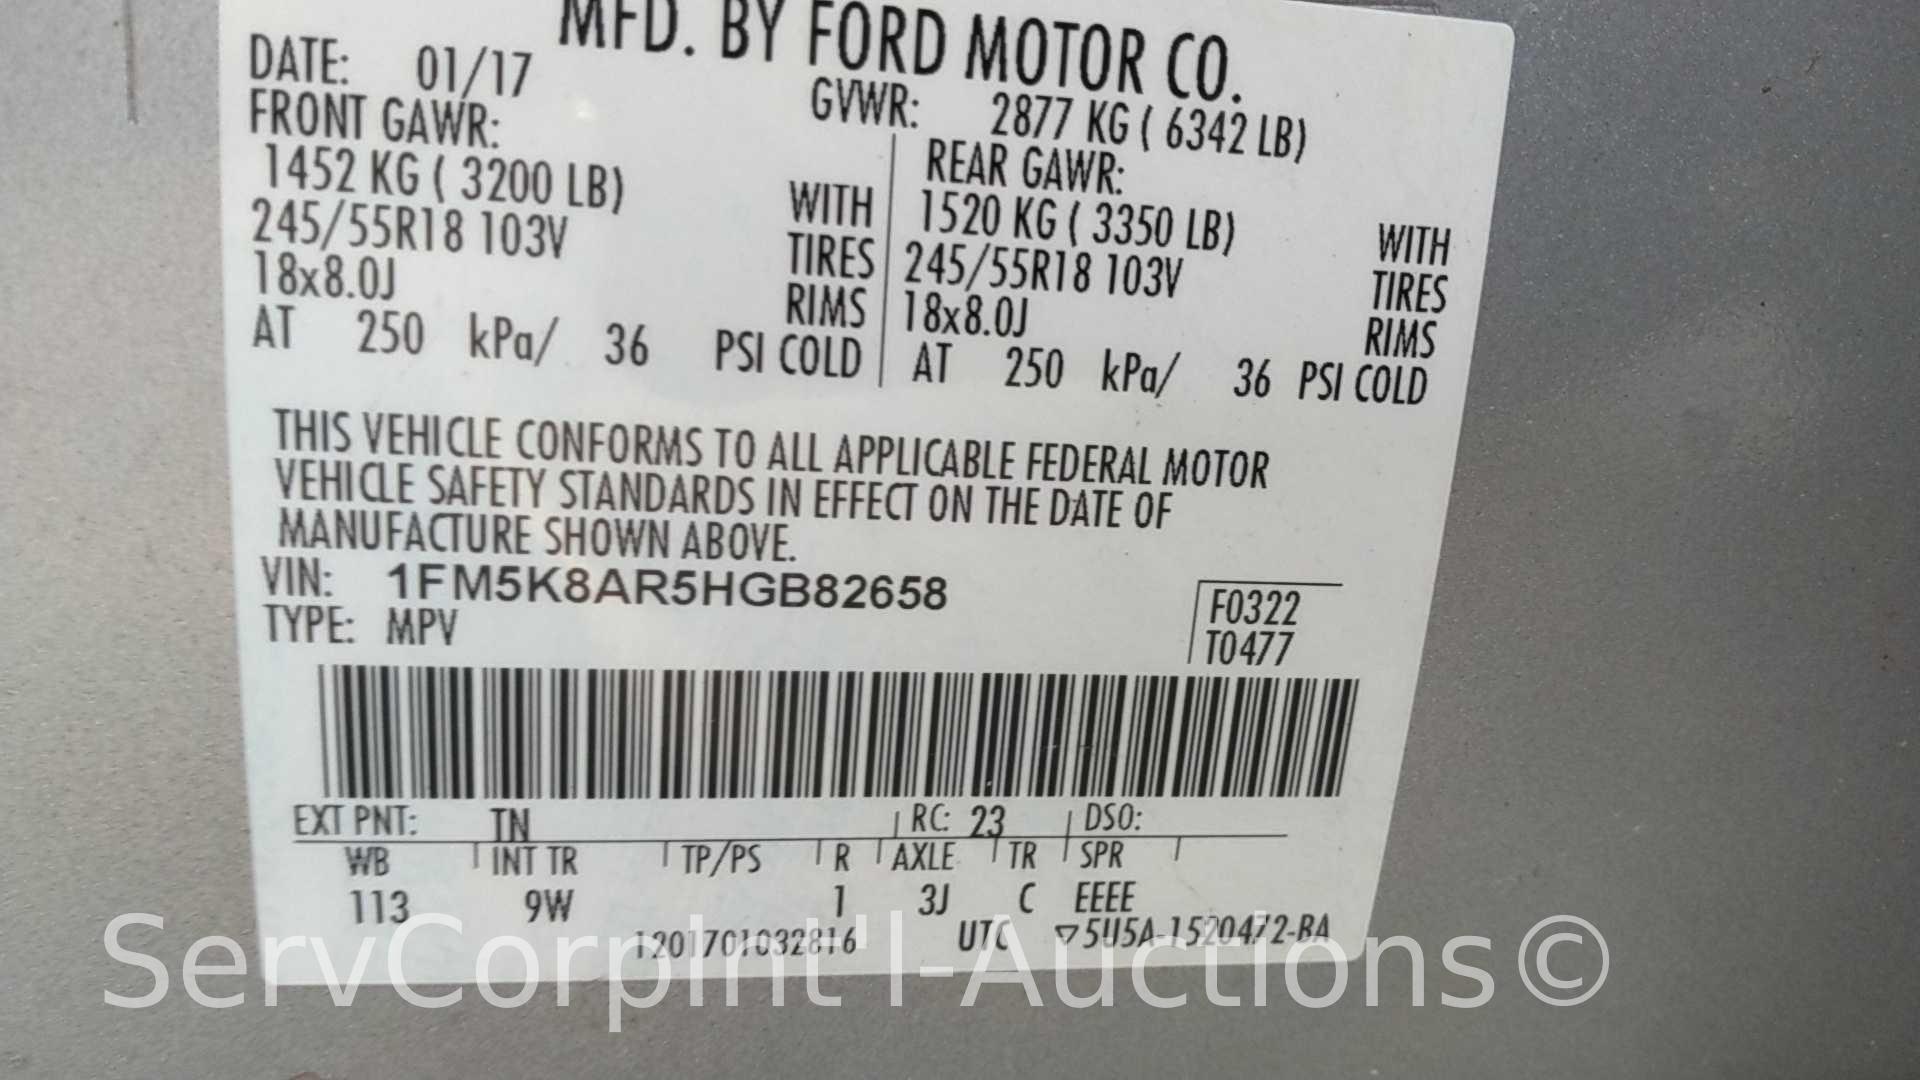 MFD. BY FORD MOTOR CO.
DATE: 01/17 GVWR: 2877 KG ( 6342 LB)
FRONT GAWR: REAR GAWR:
1452 KG ( 3200 LB) WITH 1520 KG ( 3350 LB) WITH
245/55R18 103V TIRES 245/55R18 103V TIRES
18x8.0J RIMS 18x8.0J RIMS
AT 250 kPa/ 36 PSI COLD AT 250 kPa/ 36 PSI COLD
THIS VEHICLE CONFORMS TO ALL APPLICABLE FEDERAL MOTOR
VEHICLE SAFETY STANDARDS IN EFFECT ON THE DATE OF
MANUFACTURE SHOWN ABOVE.
VIN: 1FM5K8AR5HGB82658
TYPE: MPV
F0322
T0477
EXT PNT: TN RC: 23 DSO:
WB INT TR TP/PS R AXLE TR SPR
113 9W 1 3J C EEEE
1201701032816 UTC ▽5U5A-1520472-BA
ServCorpInt'l-Auctions©